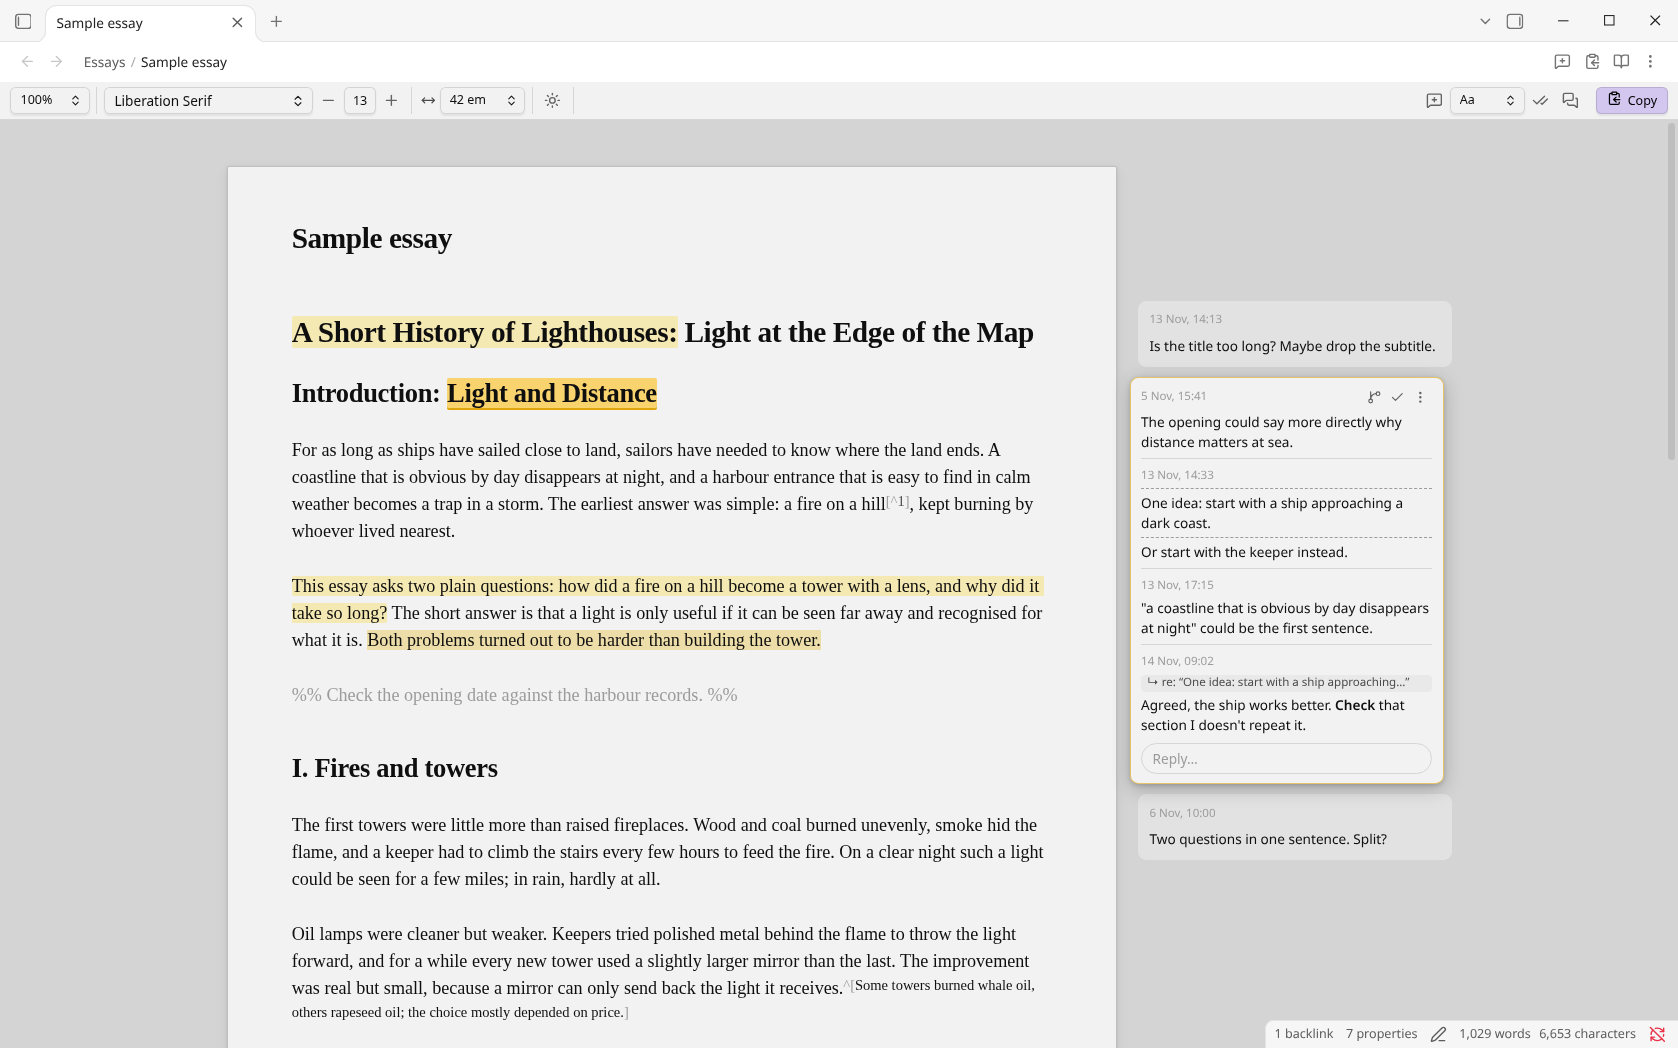 Sample essay
Essays / Sample essay
100%
Liberation Serif
13
42 em
Aa
Copy
Sample essay
A Short History of Lighthouses: Light at the Edge of the Map
Introduction: Light and Distance
For as long as ships have sailed close to land, sailors have needed to know where the land ends. A
coastline that is obvious by day disappears at night, and a harbour entrance that is easy to find in calm
weather becomes a trap in a storm. The earliest answer was simple: a fire on a hill[^1], kept burning by
whoever lived nearest.
This essay asks two plain questions: how did a fire on a hill become a tower with a lens, and why did it
take so long? The short answer is that a light is only useful if it can be seen far away and recognised for
what it is. Both problems turned out to be harder than building the tower.
%% Check the opening date against the harbour records. %%
I. Fires and towers
The first towers were little more than raised fireplaces. Wood and coal burned unevenly, smoke hid the
flame, and a keeper had to climb the stairs every few hours to feed the fire. On a clear night such a light
could be seen for a few miles; in rain, hardly at all.
Oil lamps were cleaner but weaker. Keepers tried polished metal behind the flame to throw the light
forward, and for a while every new tower used a slightly larger mirror than the last. The improvement
was real but small, because a mirror can only send back the light it receives.^[Some towers burned whale oil,
others rapeseed oil; the choice mostly depended on price.]
13 Nov, 14:13
Is the title too long? Maybe drop the subtitle.
5 Nov, 15:41
The opening could say more directly why
distance matters at sea.
13 Nov, 14:33
One idea: start with a ship approaching a
dark coast.
Or start with the keeper instead.
13 Nov, 17:15
"a coastline that is obvious by day disappears
at night" could be the first sentence.
14 Nov, 09:02
↳ re: “One idea: start with a ship approaching…”
Agreed, the ship works better. Check that
section I doesn't repeat it.
Reply...
6 Nov, 10:00
Two questions in one sentence. Split?
1 backlink 7 properties 1,029 words 6,653 characters